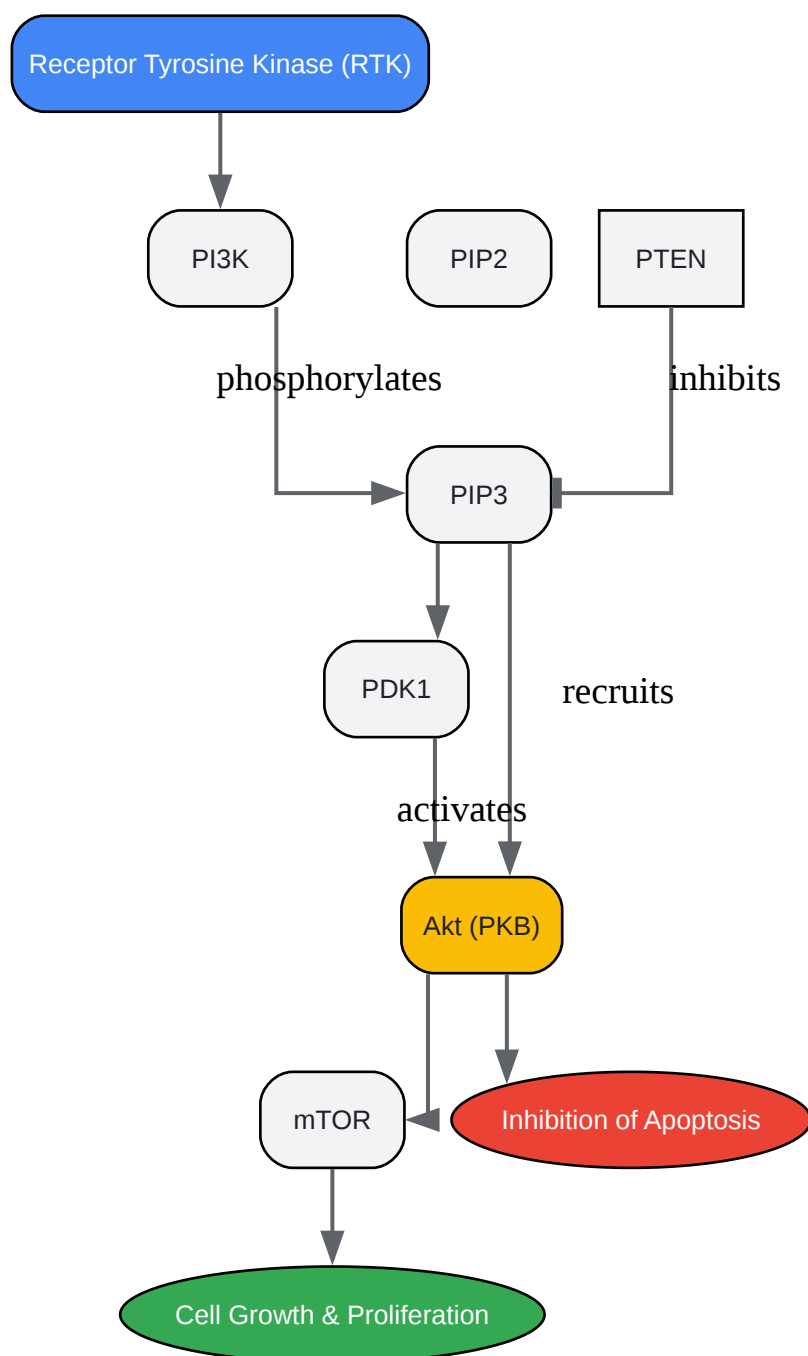 Receptor Tyrosine Kinase (RTK)
PI3K
PIP2
PTEN
phosphorylates
inhibits
PIP3
PDK1
recruits
activates
Akt (PKB)
mTOR
Inhibition of Apoptosis
Cell Growth & Proliferation